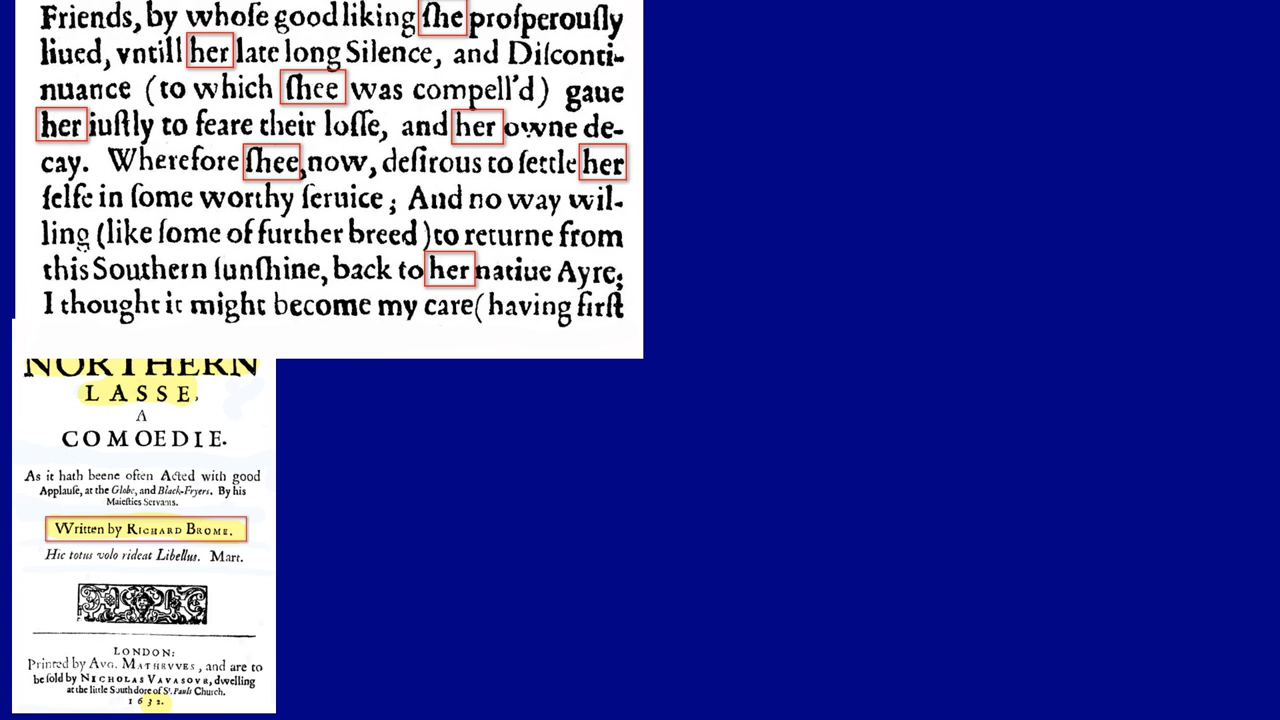 Friends, by whoſe good liking ſhe proſperouſly
liued, vntill her late long Silence, and Diſconti-
nuance (to which ſhee was compell'd) gaue
her iuſtly to feare their loſſe, and her owne de-
cay. Wherefore ſhee, now, deſirous to ſettle her
ſelfe in ſome worthy ſeruice; And no way wil-
ling (like ſome of further breed) to returne from
this Southern ſunſhine, back to her natiue Ayre;
I thought it might become my care (having firſt
NORTHERN
LASSE,
A
COMOEDIE.
As it hath beene often Acted with good
Applauſe, at the Globe, and Black-Fryers. By his
Maieſties Servants.
Written by RICHARD BROME.
Hic totus volo rideat Libellus. Mart.
LONDON:
Printed by AVG. MATHEVVES, and are to
be ſold by NICHOLAS VAVASOVR, dwelling
at the little South dore of St. Pauls Church.
1632.